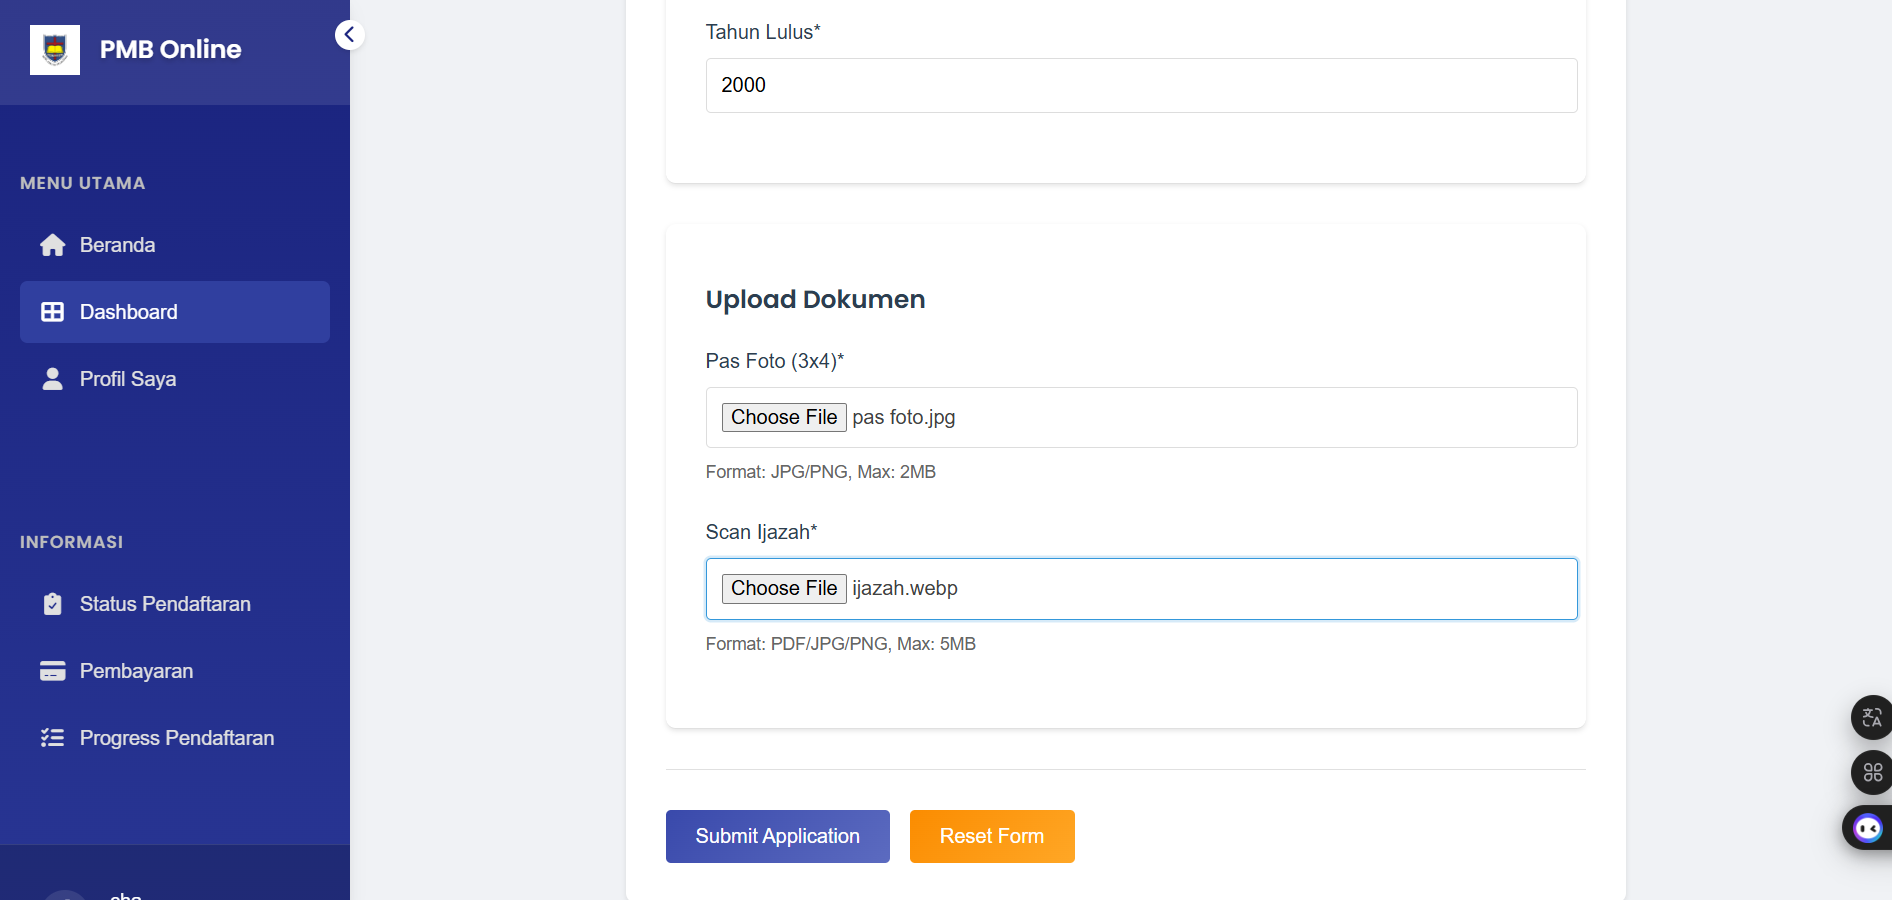 PMB Online
MENU UTAMA
Beranda
Dashboard
Profil Saya
INFORMASI
Status Pendaftaran
Pembayaran
Progress Pendaftaran
Tahun Lulus*
2000
Upload Dokumen
Pas Foto (3x4)*
Choose File pas foto.jpg
Format: JPG/PNG, Max: 2MB
Scan Ijazah*
Choose File ijazah.webp
Format: PDF/JPG/PNG, Max: 5MB
Submit Application
Reset Form